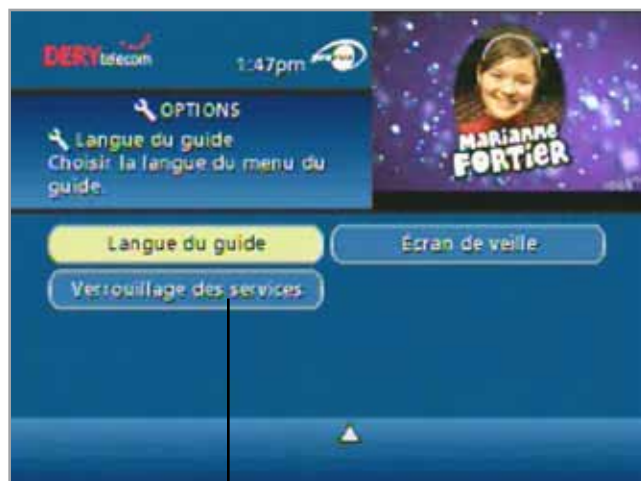 DERYtelecom
1:47pm
OPTIONS
Langue du guide
Choisir la langue du menu du
guide.
Marianne
FORTIER
Langue du guide
Écran de veille
Verrouillage des services